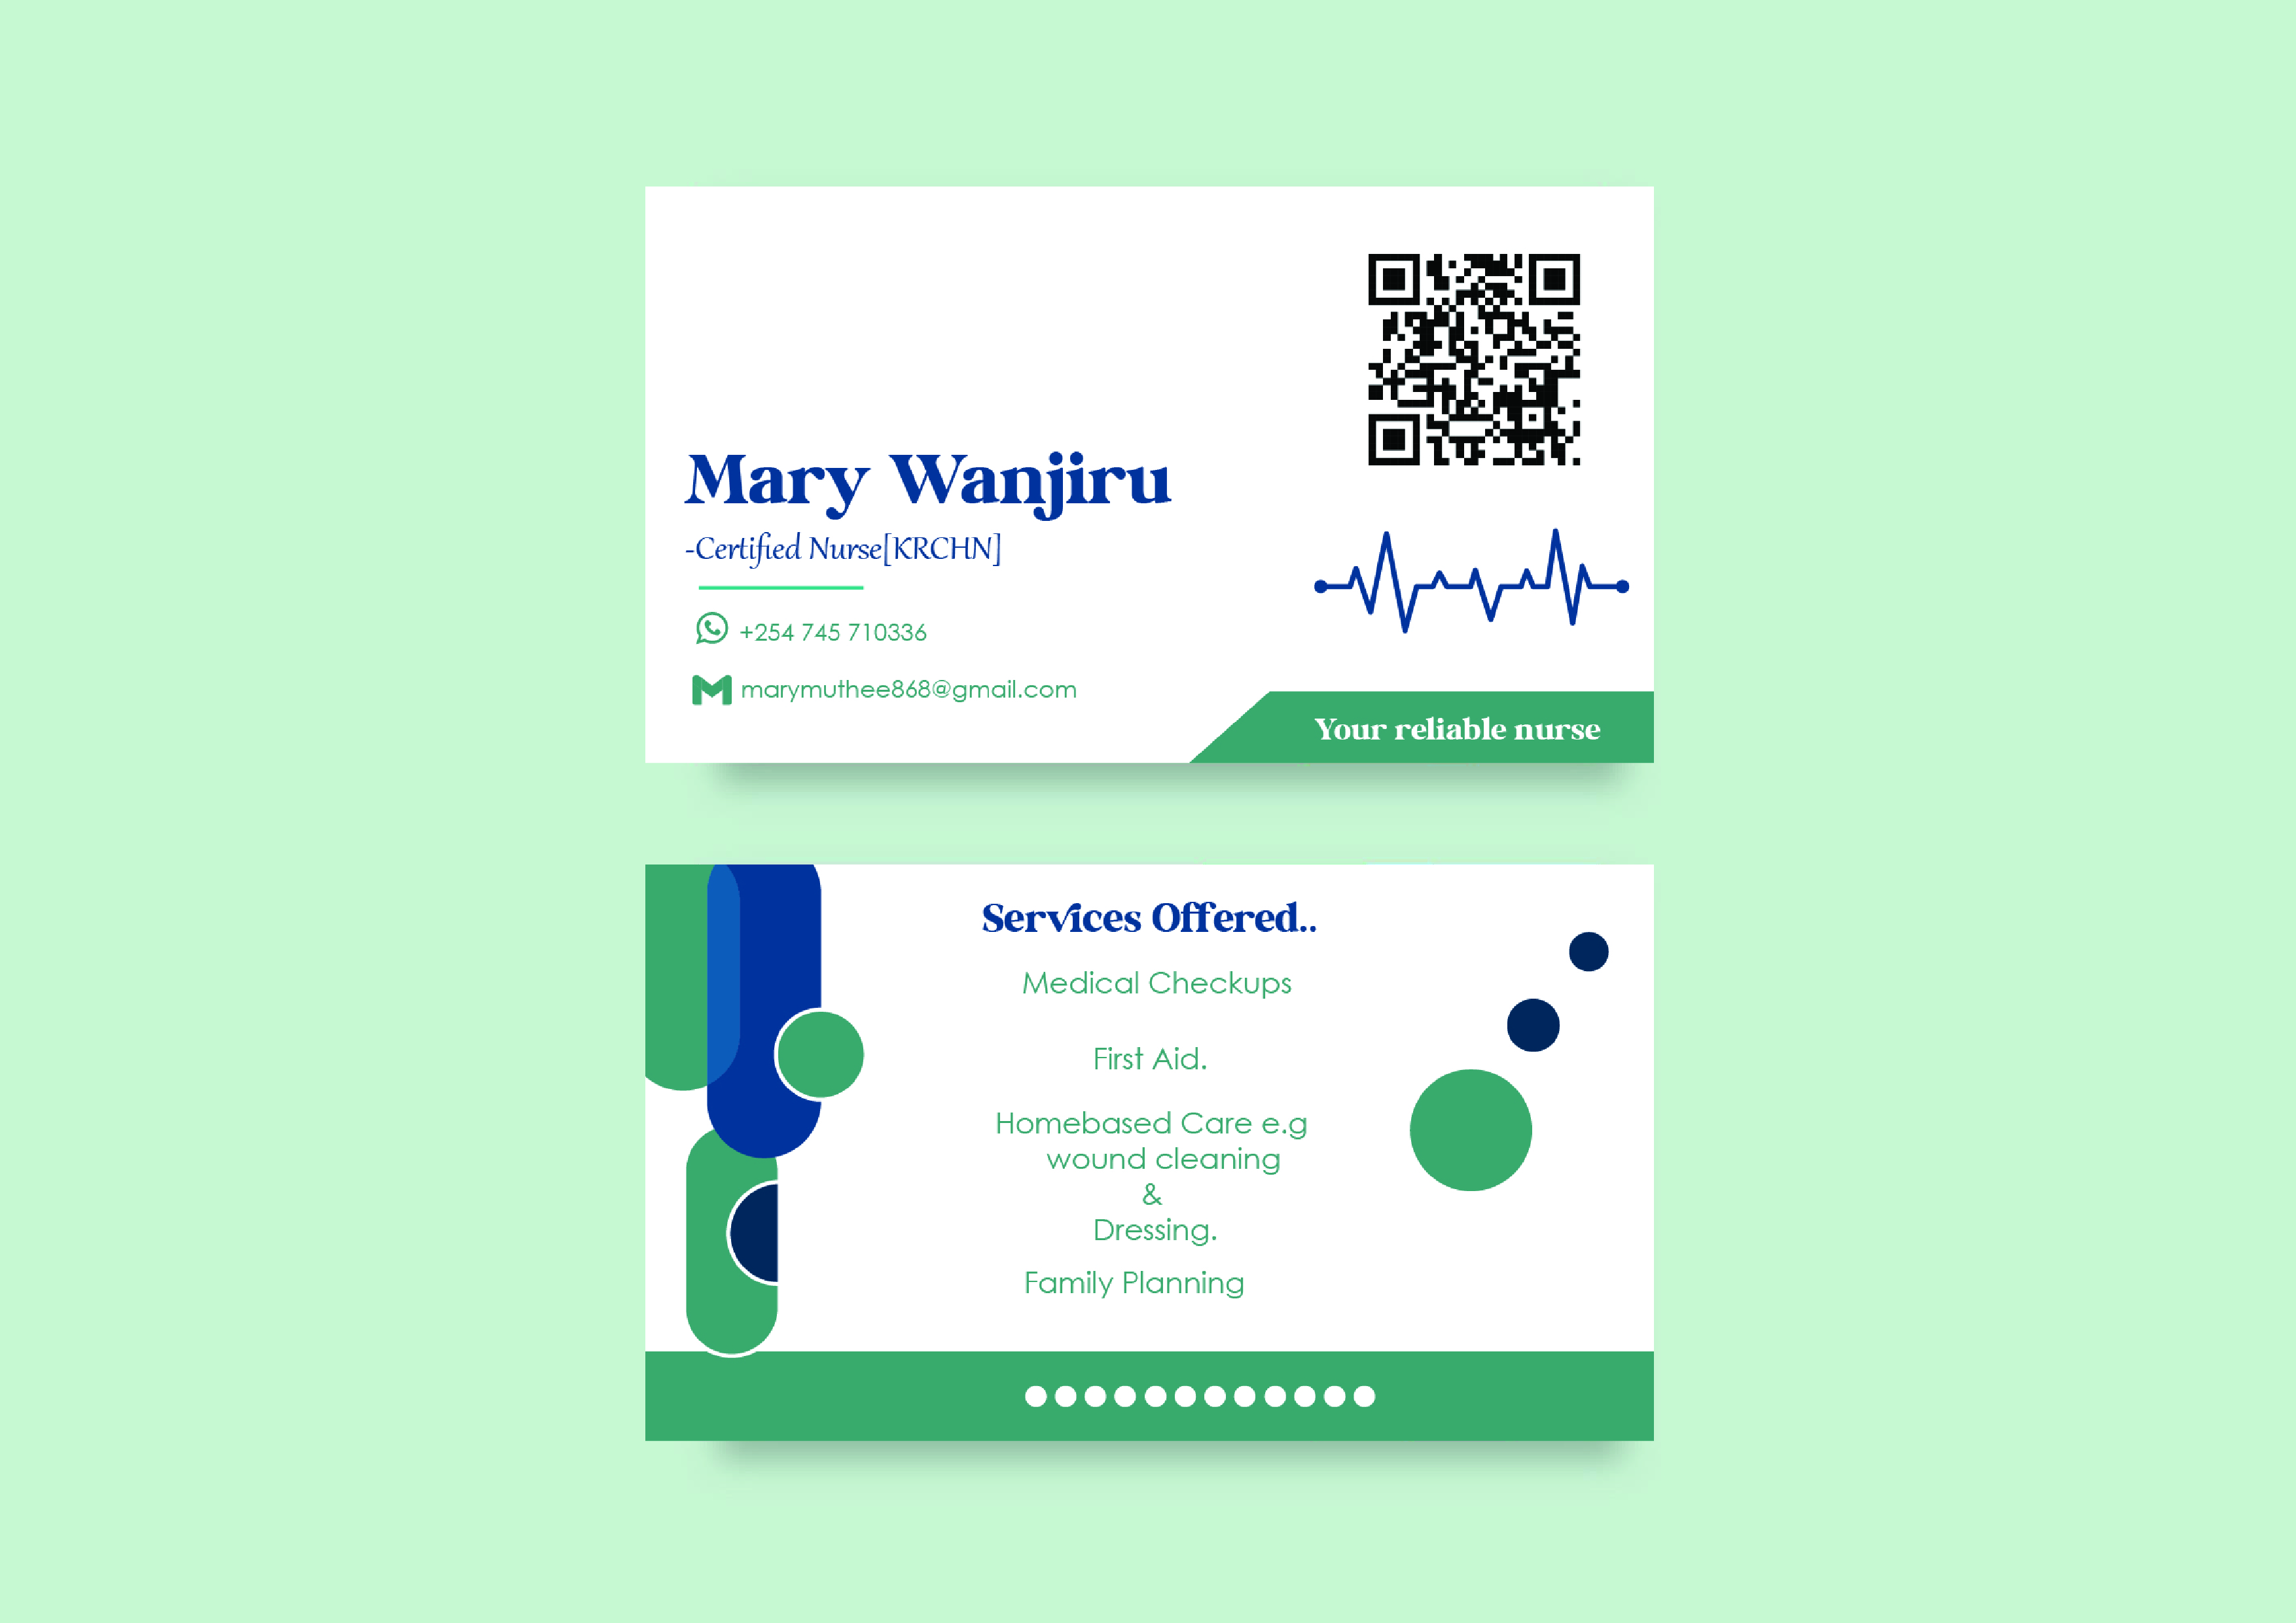 Mary Wanjiru
-Certified Nurse[KRCHN]
+254 745 710336
marymuthee868@gmail.com
Your reliable nurse
Services Offered..
Medical Checkups
First Aid.
Homebased Care e.g
wound cleaning
&
Dressing.
Family Planning